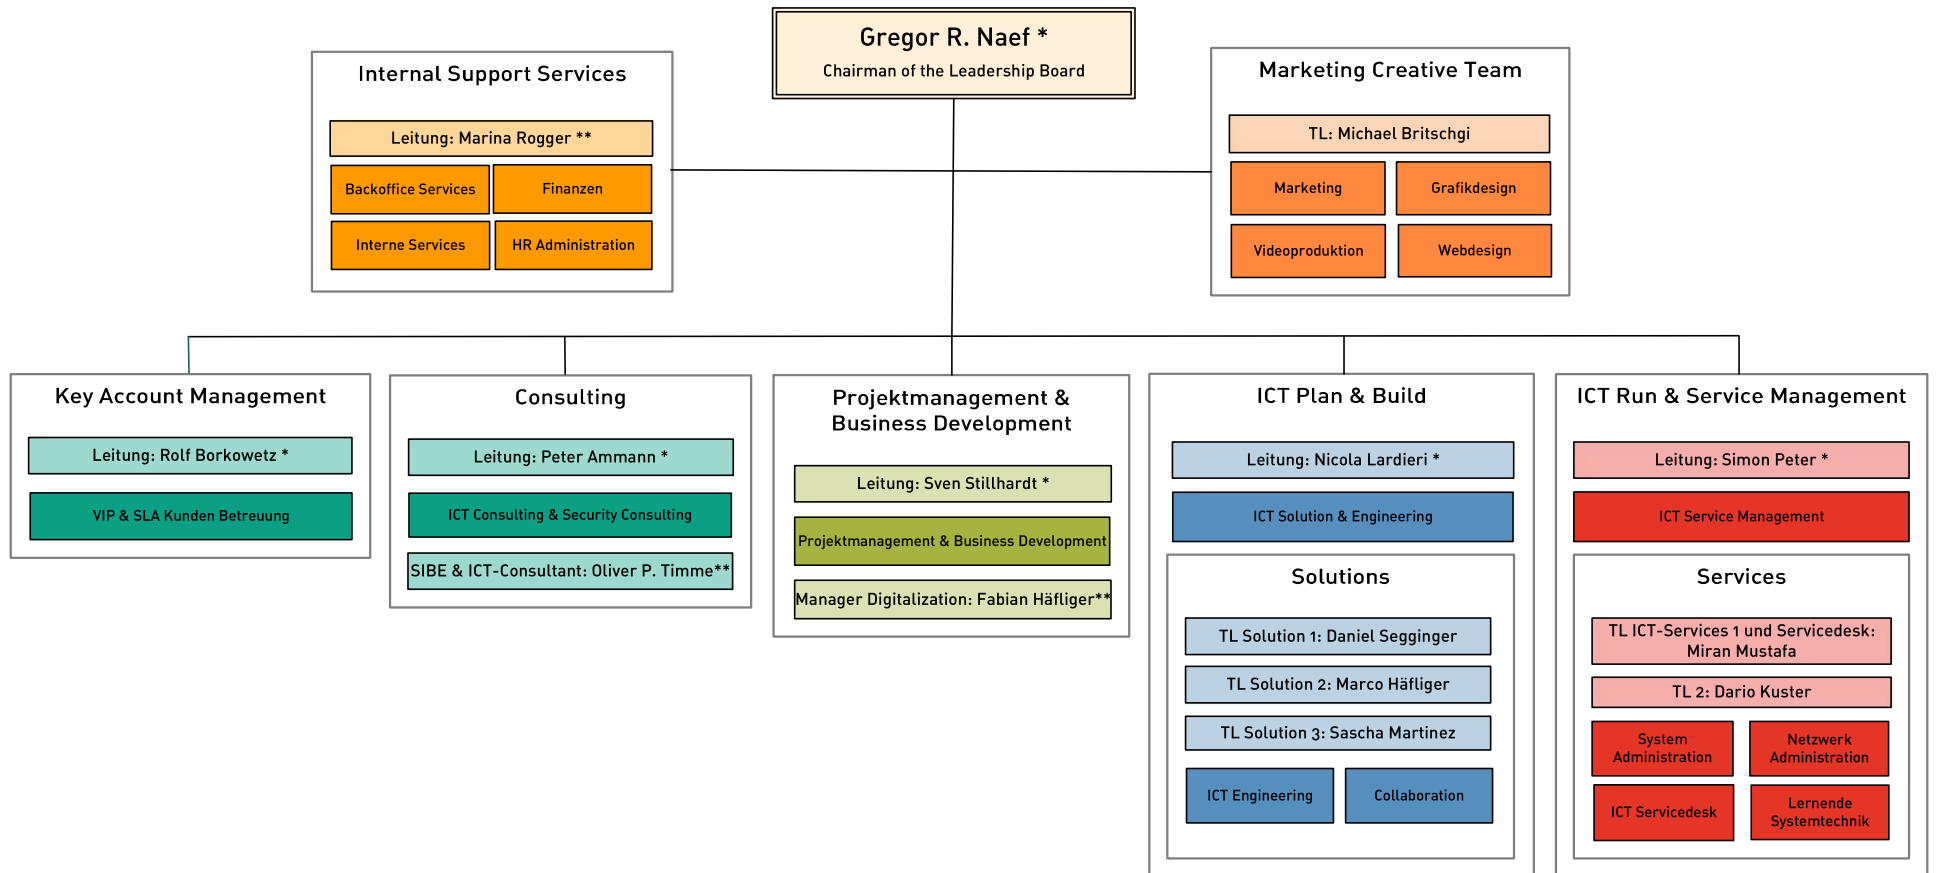 Gregor R. Naef *
Chairman of the Leadership Board
Internal Support Services
Leitung: Marina Rogger **
Backoffice Services
Finanzen
Interne Services
HR Administration
Marketing Creative Team
TL: Michael Britschgi
Marketing
Grafikdesign
Videoproduktion
Webdesign
Key Account Management
Leitung: Rolf Borkowetz *
VIP & SLA Kunden Betreuung
Consulting
Leitung: Peter Ammann *
ICT Consulting & Security Consulting
SIBE & ICT-Consultant: Oliver P. Timme**
Projektmanagement &
Business Development
Leitung: Sven Stillhardt *
Projektmanagement & Business Development
Manager Digitalization: Fabian Häfliger**
ICT Plan & Build
Leitung: Nicola Lardieri *
ICT Solution & Engineering
Solutions
TL Solution 1: Daniel Segginger
TL Solution 2: Marco Häfliger
TL Solution 3: Sascha Martinez
ICT Engineering
Collaboration
ICT Run & Service Management
Leitung: Simon Peter *
ICT Service Management
Services
TL ICT-Services 1 und Servicedesk:
Miran Mustafa
TL 2: Dario Kuster
System
Administration
Netzwerk
Administration
ICT Servicedesk
Lernende
Systemtechnik